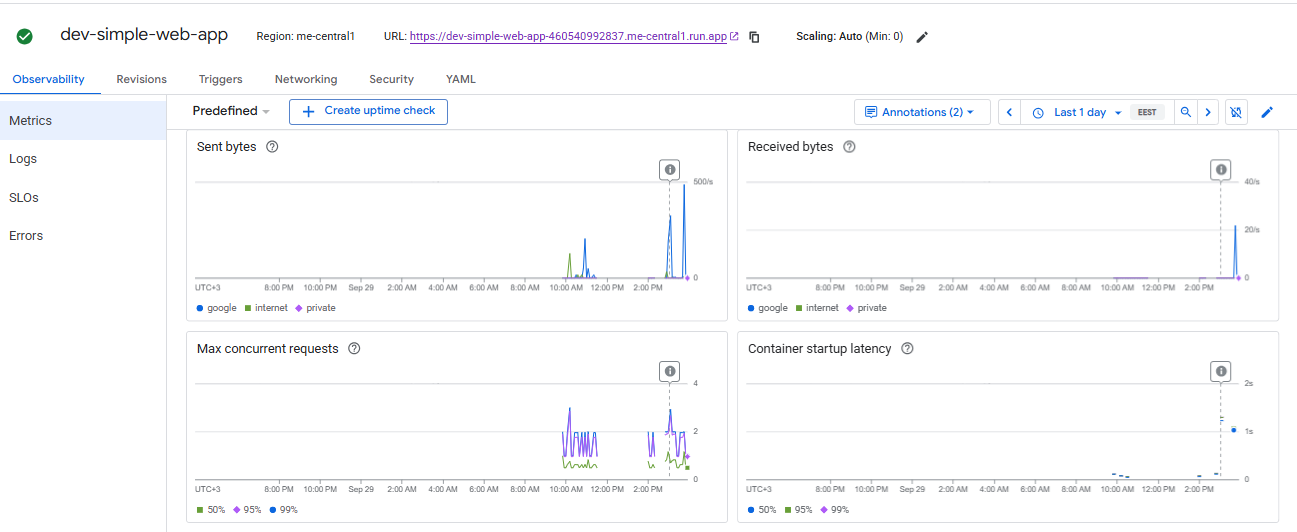 dev-simple-web-app Region: me-central1 URL: https://dev-simple-web-app-460540992837.me-central1.run.app Scaling: Auto (Min: 0)
Observability Revisions Triggers Networking Security YAML
Metrics
Logs
SLOs
Errors
Predefined + Create uptime check Annotations (2) Last 1 day EEST
Sent bytes
500/s
0
UTC+3 8:00 PM 10:00 PM Sep 29 2:00 AM 4:00 AM 6:00 AM 8:00 AM 10:00 AM 12:00 PM 2:00 PM
google internet private
Received bytes
40/s
20/s
0
UTC+3 8:00 PM 10:00 PM Sep 29 2:00 AM 4:00 AM 6:00 AM 8:00 AM 10:00 AM 12:00 PM 2:00 PM
google internet private
Max concurrent requests
4
2
0
UTC+3 8:00 PM 10:00 PM Sep 29 2:00 AM 4:00 AM 6:00 AM 8:00 AM 10:00 AM 12:00 PM 2:00 PM
50% 95% 99%
Container startup latency
2s
1s
0
UTC+3 8:00 PM 10:00 PM Sep 29 2:00 AM 4:00 AM 6:00 AM 8:00 AM 10:00 AM 12:00 PM 2:00 PM
50% 95% 99%